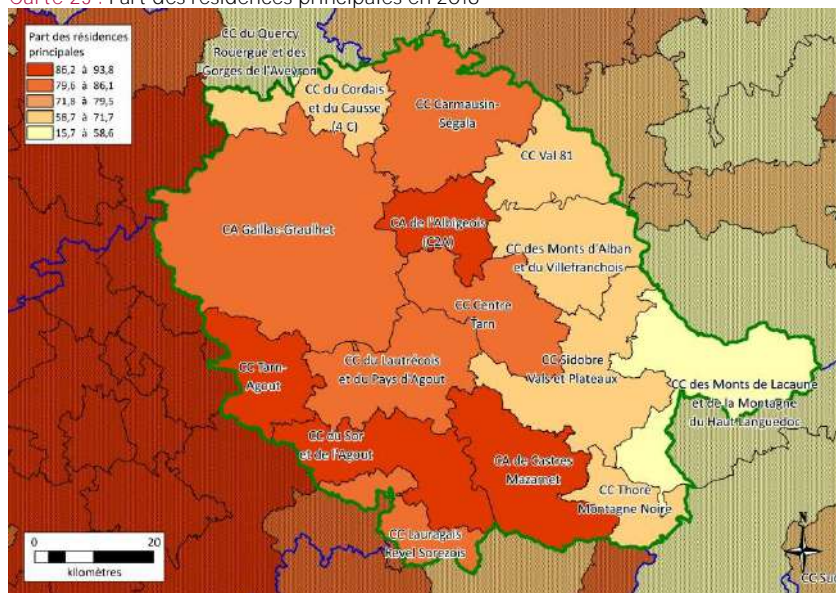 Carte 29 : Part des résidences principales en 2018
Part des résidences
principales
86,2 à 93,8
79,6 à 86,1
71,8 à 79,5
58,7 à 71,7
15,7 à 58,6
CC du Quercy
Rouergue et des
Gorges de l'Aveyron
CC du Cordais
et du Causse
(4 C)
CC Carmausin-
Ségala
CC Val 81
CA Gaillac-Graulhet
CA de l'Albigeois
(C2A)
CC des Monts d'Alban
et du Villefranchois
CC Centre
Tarn
CC Tarn-
Agout
CC du Lautrécois
et du Pays d'Agout
CC Sidobre
Vals et Plateaux
CC des Monts de Lacaune
et de la Montagne
du Haut Languedoc
CC du Sor
et de l'Agout
CA de Castres
Mazamet
CC Thoré
Montagne Noire
CC Lauragais
Revel Sorezois
0 20
kilomètres
N
CC Sud